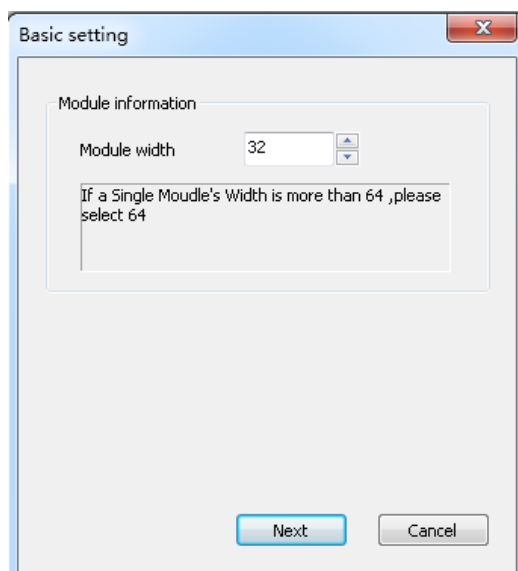 Basic setting
Module information
Module width 32
If a Single Moudle's Width is more than 64 ,please
select 64
Next Cancel